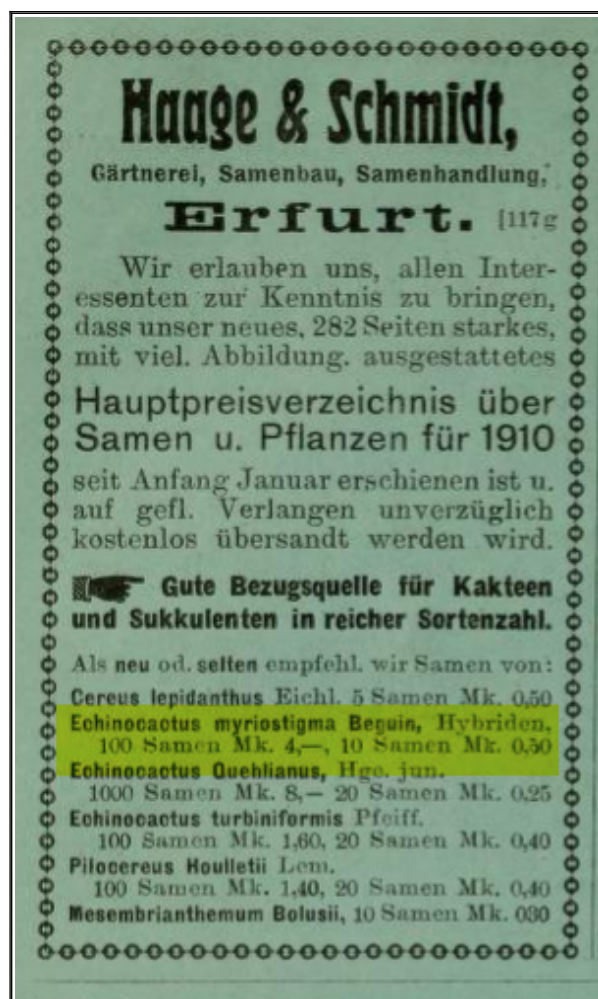 Haage & Schmidt,
Gärtnerei, Samenbau, Samenhandlung,
Erfurt. [117g
Wir erlauben uns, allen Inter-
essenten zur Kenntnis zu bringen,
dass unser neues, 282 Seiten starkes,
mit viel. Abbildung. ausgestattetes
Hauptpreisverzeichnis über
Samen u. Pflanzen für 1910
seit Anfang Januar erschienen ist u.
auf gefl. Verlangen unverzüglich
kostenlos übersandt werden wird.
Gute Bezugsquelle für Kakteen
und Sukkulenten in reicher Sortenzahl.
Als neu od. selten empfehl. wir Samen von:
Cereus lepidanthus Eichl. 5 Samen Mk. 0,50
Echinocactus myriostigma Beguin, Hybriden,
100 Samen Mk. 4,—, 10 Samen Mk. 0,50
Echinocactus Quehlianus, Hge. jun.
1000 Samen Mk. 8,— 20 Samen Mk. 0,25
Echinocactus turbiniformis Pfeiff.
100 Samen Mk. 1,60, 20 Samen Mk. 0,40
Pilocereus Houlletii Lem.
100 Samen Mk. 1,40, 20 Samen Mk. 0,40
Mesembrianthemum Bolusii, 10 Samen Mk. 030